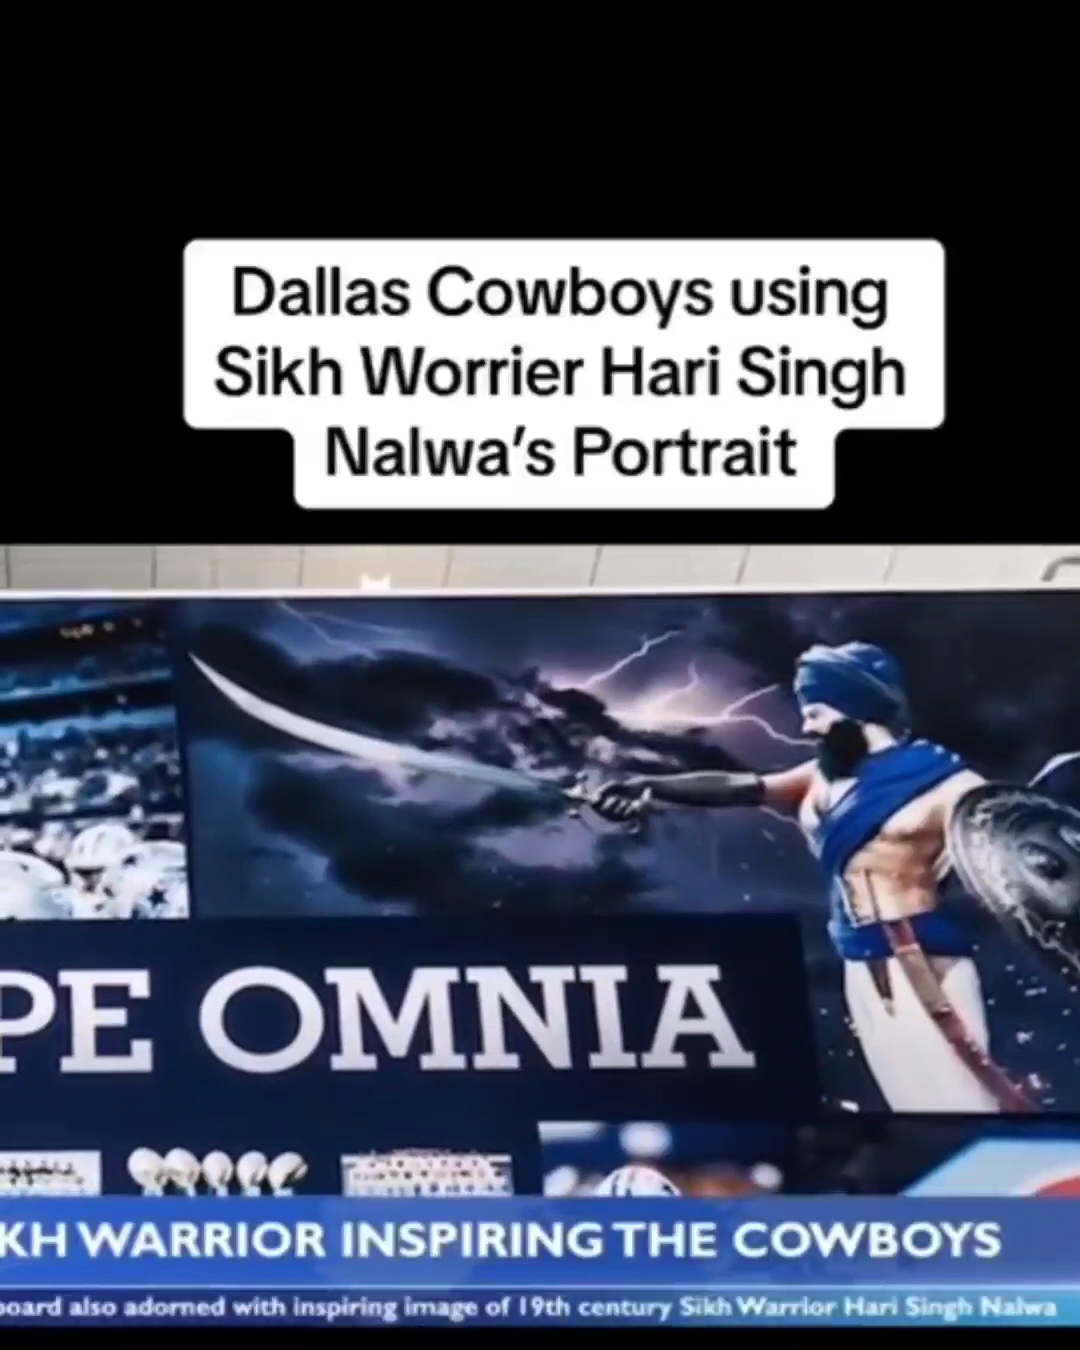 Dallas Cowboys using
Sikh Worrier Hari Singh
Nalwa's Portrait
PE OMNIA
KH WARRIOR INSPIRING THE COWBOYS
oard also adorned with inspiring image of 19th century Sikh Warrior Hari Singh Nalwa